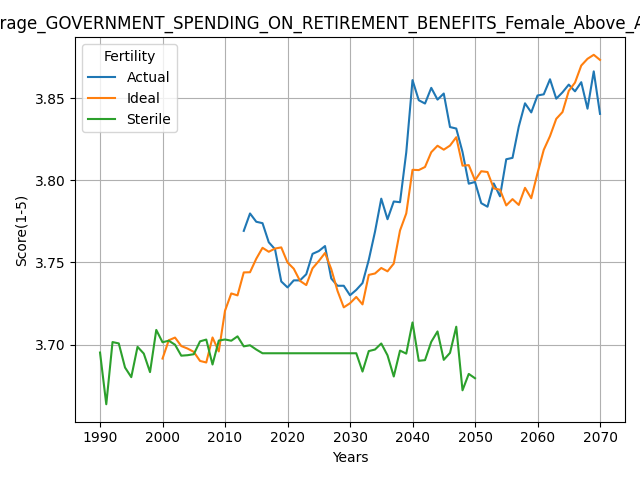 rage_GOVERNMENT_SPENDING_ON_RETIREMENT_BENEFITS_Female_Above_A
Fertility
Actual
Ideal
Sterile
Score(1-5)
3.85
3.80
3.75
3.70
1990 2000 2010 2020 2030 2040 2050 2060 2070
Years